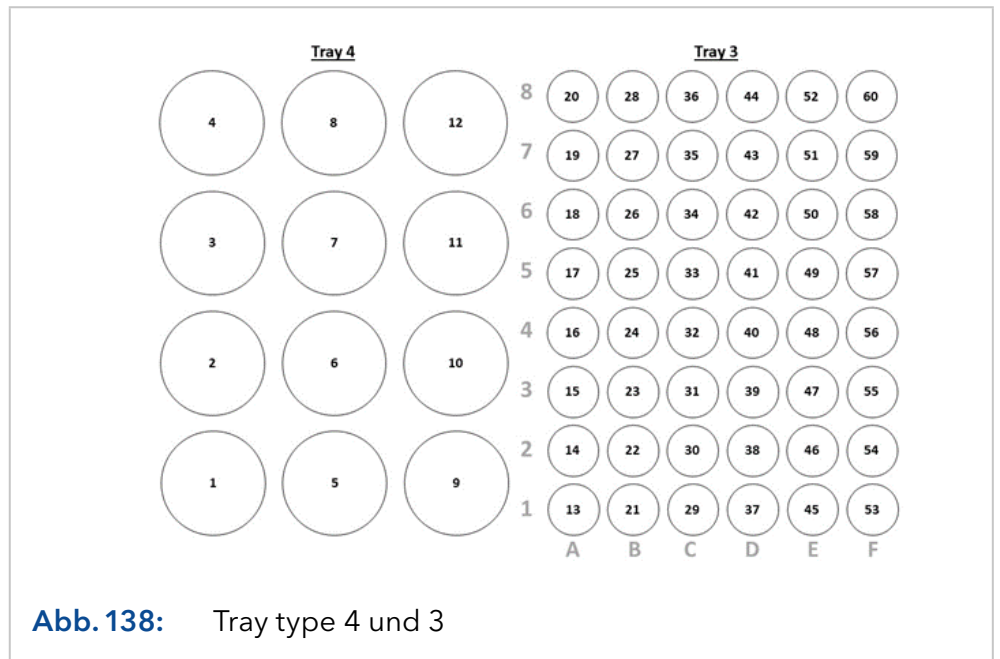 Tray 4 Tray 3
4 8 12 8 20 28 36 44 52 60
7 19 27 35 43 51 59
3 7 11 6 18 26 34 42 50 58
5 17 25 33 41 49 57
2 6 10 4 16 24 32 40 48 56
3 15 23 31 39 47 55
1 5 9 2 14 22 30 38 46 54
1 13 21 29 37 45 53
A B C D E F
Abb. 138: Tray type 4 und 3